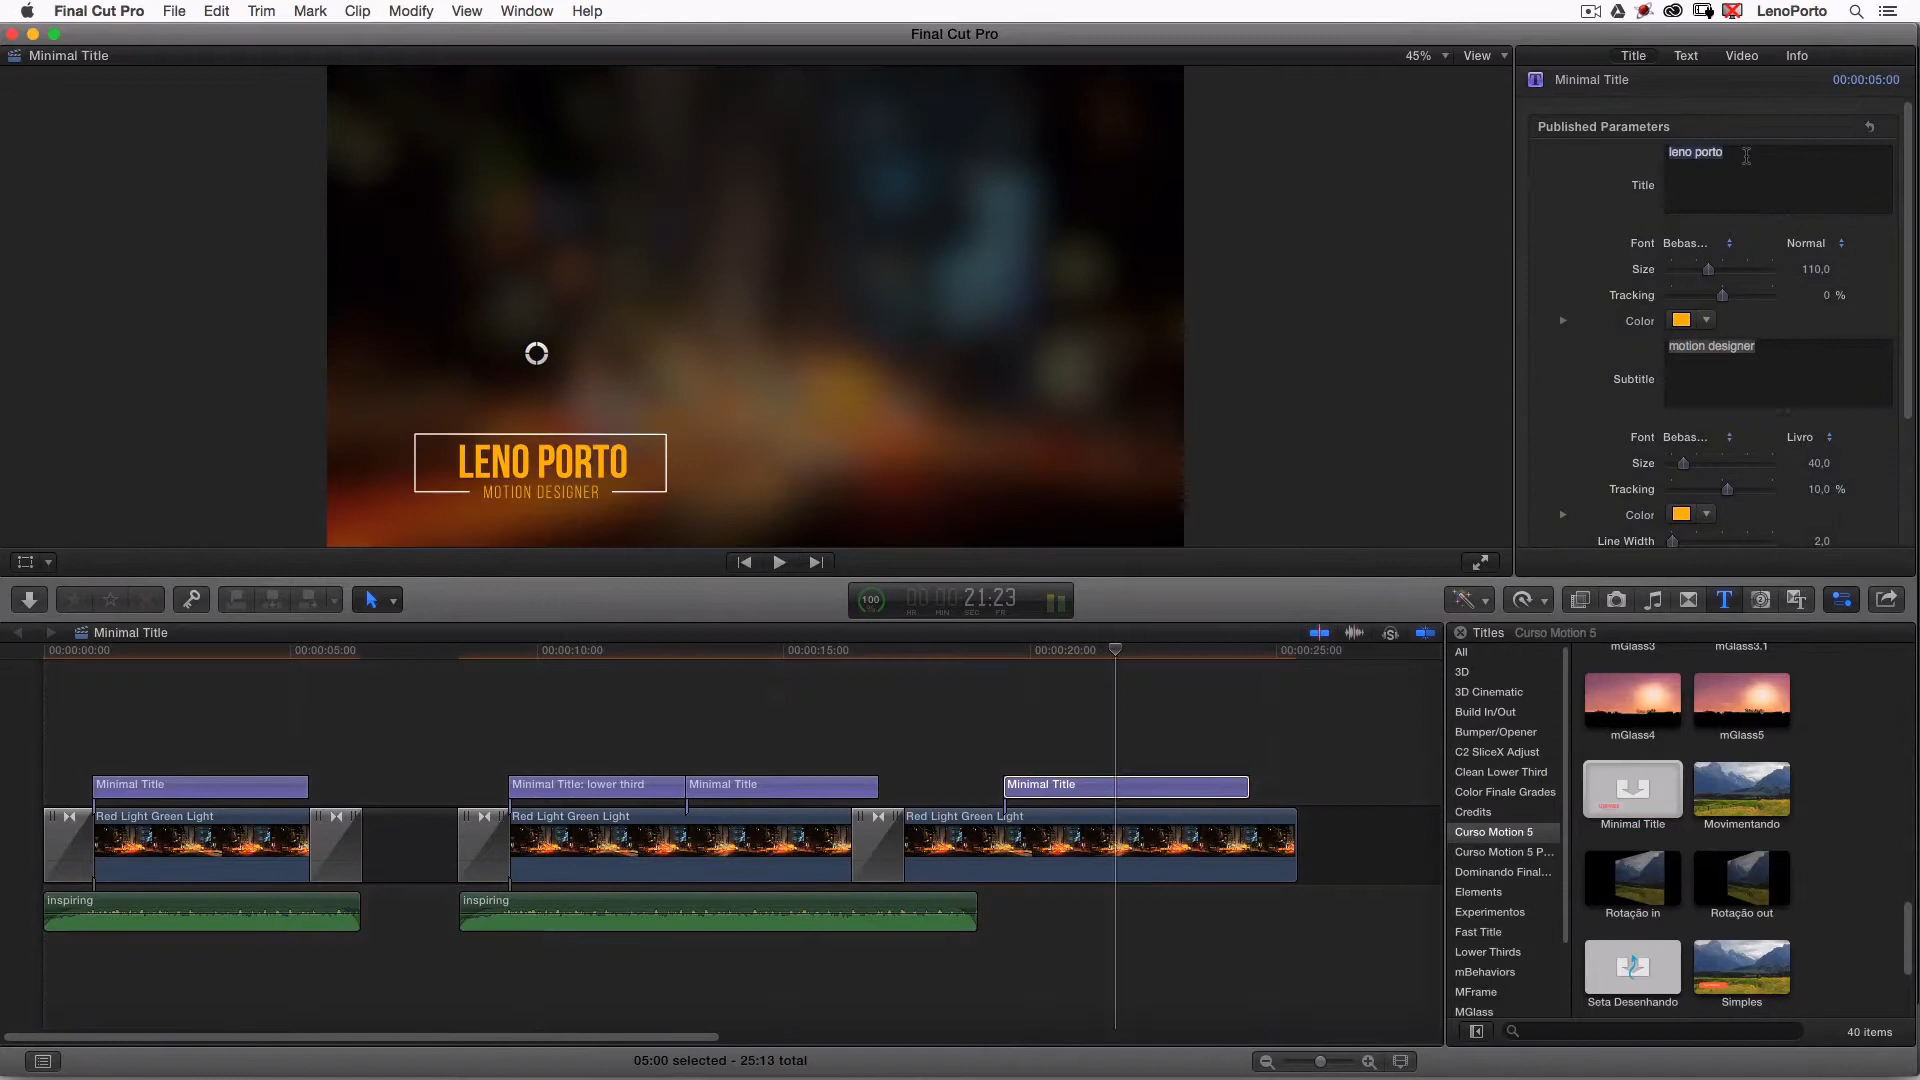 Final Cut Pro File Edit Trim Mark Clip Modify View Window Help LenoPorto
Final Cut Pro
Minimal Title 45% View
Title Text Video Info
Minimal Title 00:00:05:00
Published Parameters
leno porto
Title
Font Bebas... Normal
Size 110,0
Tracking 0 %
Color
motion designer
Subtitle
Font Bebas... Livro
Size 40,0
Tracking 10,0 %
Color
Line Width 2,0
LENO PORTO
MOTION DESIGNER
100 % 00:00:21:23
HR MIN SEC FR
Minimal Title
00:00:00:00 00:00:05:00 00:00:10:00 00:00:15:00 00:00:20:00 00:00:25:00
Minimal Title Minimal Title: lower third Minimal Title Minimal Title
Red Light Green Light Red Light Green Light Red Light Green Light
inspiring inspiring
05:00 selected - 25:13 total
Titles Curso Motion 5
All
3D
3D Cinematic
Build In/Out
Bumper/Opener
C2 SliceX Adjust
Clean Lower Third
Color Finale Grades
Credits
Curso Motion 5
Curso Motion 5 P...
Dominando Final...
Elements
Experimentos
Fast Title
Lower Thirds
mBehaviors
MFrame
MGlass
mGlass3 mGlass3.1
mGlass4 mGlass5
Minimal Title Movimentando
Rotação in Rotação out
Seta Desenhando Simples
40 items